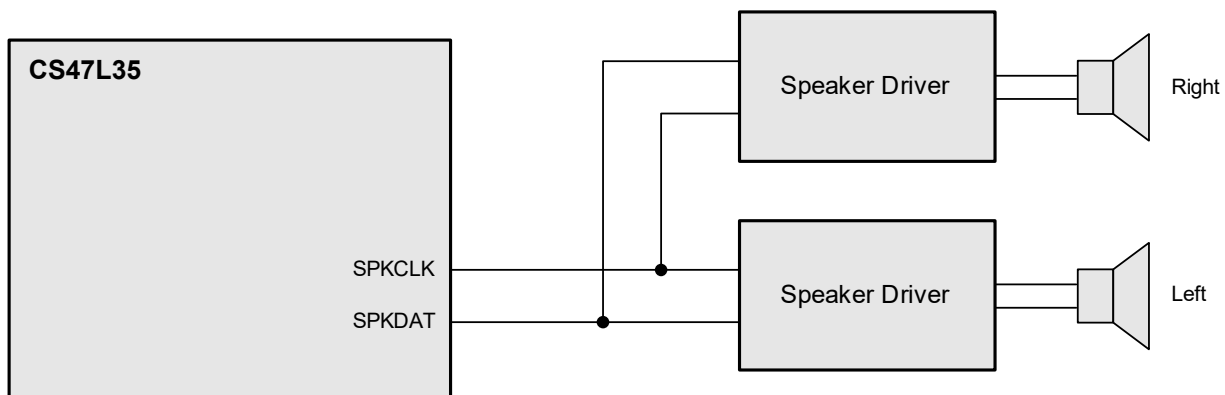 CS47L35
Speaker Driver
Right
SPKCLK
SPKDAT
Speaker Driver
Left